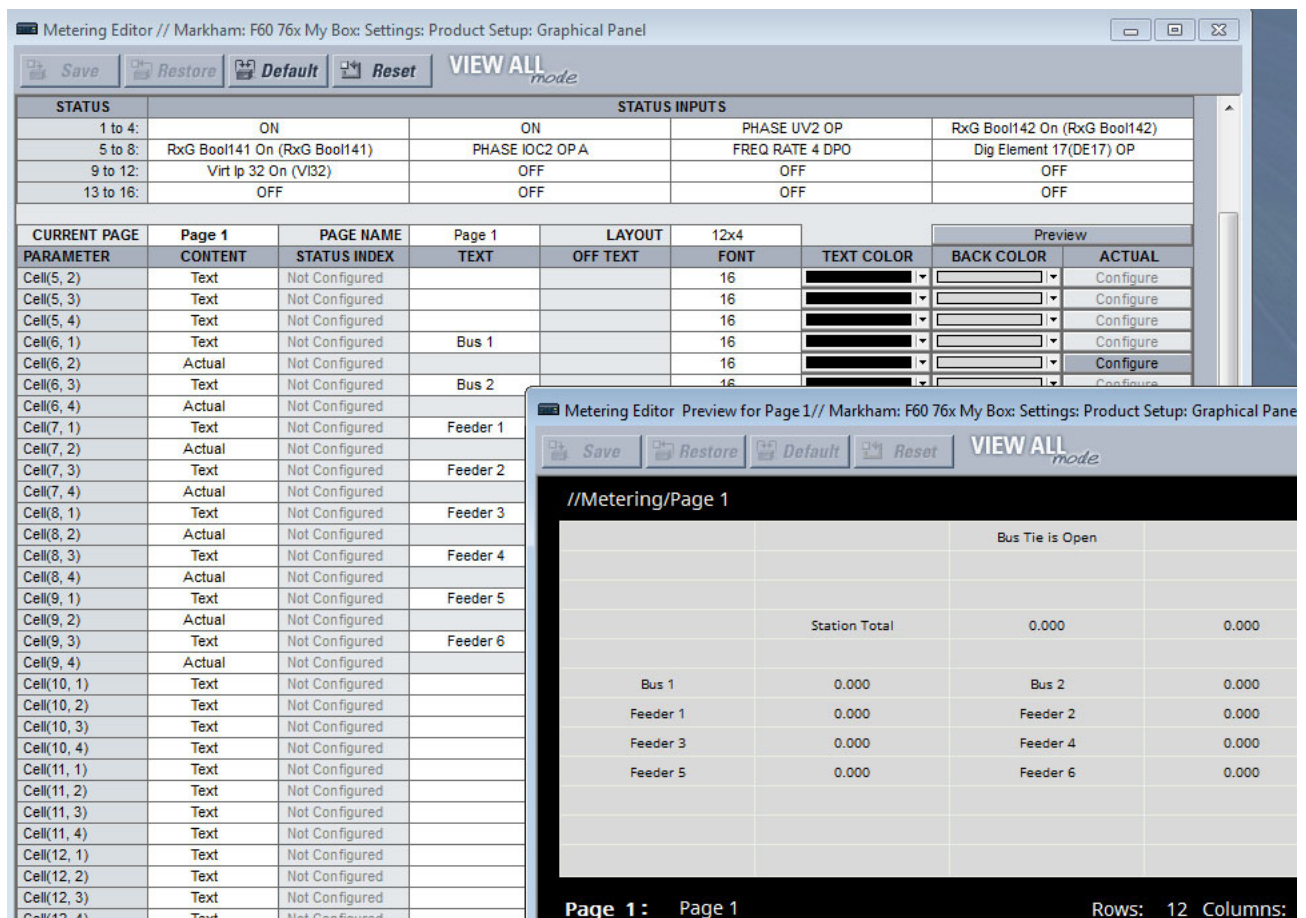 Metering Editor // Markham: F60 76x My Box: Settings: Product Setup: Graphical Panel
Save Restore Default Reset VIEW ALL mode
STATUS STATUS INPUTS
1 to 4: ON ON PHASE UV2 OP RxG Bool142 On (RxG Bool142)
5 to 8: RxG Bool141 On (RxG Bool141) PHASE IOC2 OP A FREQ RATE 4 DPO Dig Element 17(DE17) OP
9 to 12: Virt Ip 32 On (VI32) OFF OFF OFF
13 to 16: OFF OFF OFF OFF
CURRENT PAGE Page 1 PAGE NAME Page 1 LAYOUT 12x4 Preview
PARAMETER CONTENT STATUS INDEX TEXT OFF TEXT FONT TEXT COLOR BACK COLOR ACTUAL
Cell(5, 2) Text Not Configured 16 Configure
Cell(5, 3) Text Not Configured 16 Configure
Cell(5, 4) Text Not Configured 16 Configure
Cell(6, 1) Text Not Configured Bus 1 16 Configure
Cell(6, 2) Actual Not Configured 16 Configure
Cell(6, 3) Text Not Configured Bus 2 16 Configure
Cell(6, 4) Actual Not Configured
Cell(7, 1) Text Not Configured Feeder 1
Cell(7, 2) Actual Not Configured
Cell(7, 3) Text Not Configured Feeder 2
Cell(7, 4) Actual Not Configured
Cell(8, 1) Text Not Configured Feeder 3
Cell(8, 2) Actual Not Configured
Cell(8, 3) Text Not Configured Feeder 4
Cell(8, 4) Actual Not Configured
Cell(9, 1) Text Not Configured Feeder 5
Cell(9, 2) Actual Not Configured
Cell(9, 3) Text Not Configured Feeder 6
Cell(9, 4) Actual Not Configured
Cell(10, 1) Text Not Configured
Cell(10, 2) Text Not Configured
Cell(10, 3) Text Not Configured
Cell(10, 4) Text Not Configured
Cell(11, 1) Text Not Configured
Cell(11, 2) Text Not Configured
Cell(11, 3) Text Not Configured
Cell(11, 4) Text Not Configured
Cell(12, 1) Text Not Configured
Cell(12, 2) Text Not Configured
Cell(12, 3) Text Not Configured
Cell(12, 4) Text Not Configured
Metering Editor Preview for Page 1// Markham: F60 76x My Box: Settings: Product Setup: Graphical Pane
Save Restore Default Reset VIEW ALL mode
//Metering/Page 1
Bus Tie is Open
Station Total 0.000 0.000
Bus 1 0.000 Bus 2 0.000
Feeder 1 0.000 Feeder 2 0.000
Feeder 3 0.000 Feeder 4 0.000
Feeder 5 0.000 Feeder 6 0.000
Page 1: Page 1 Rows: 12 Columns: